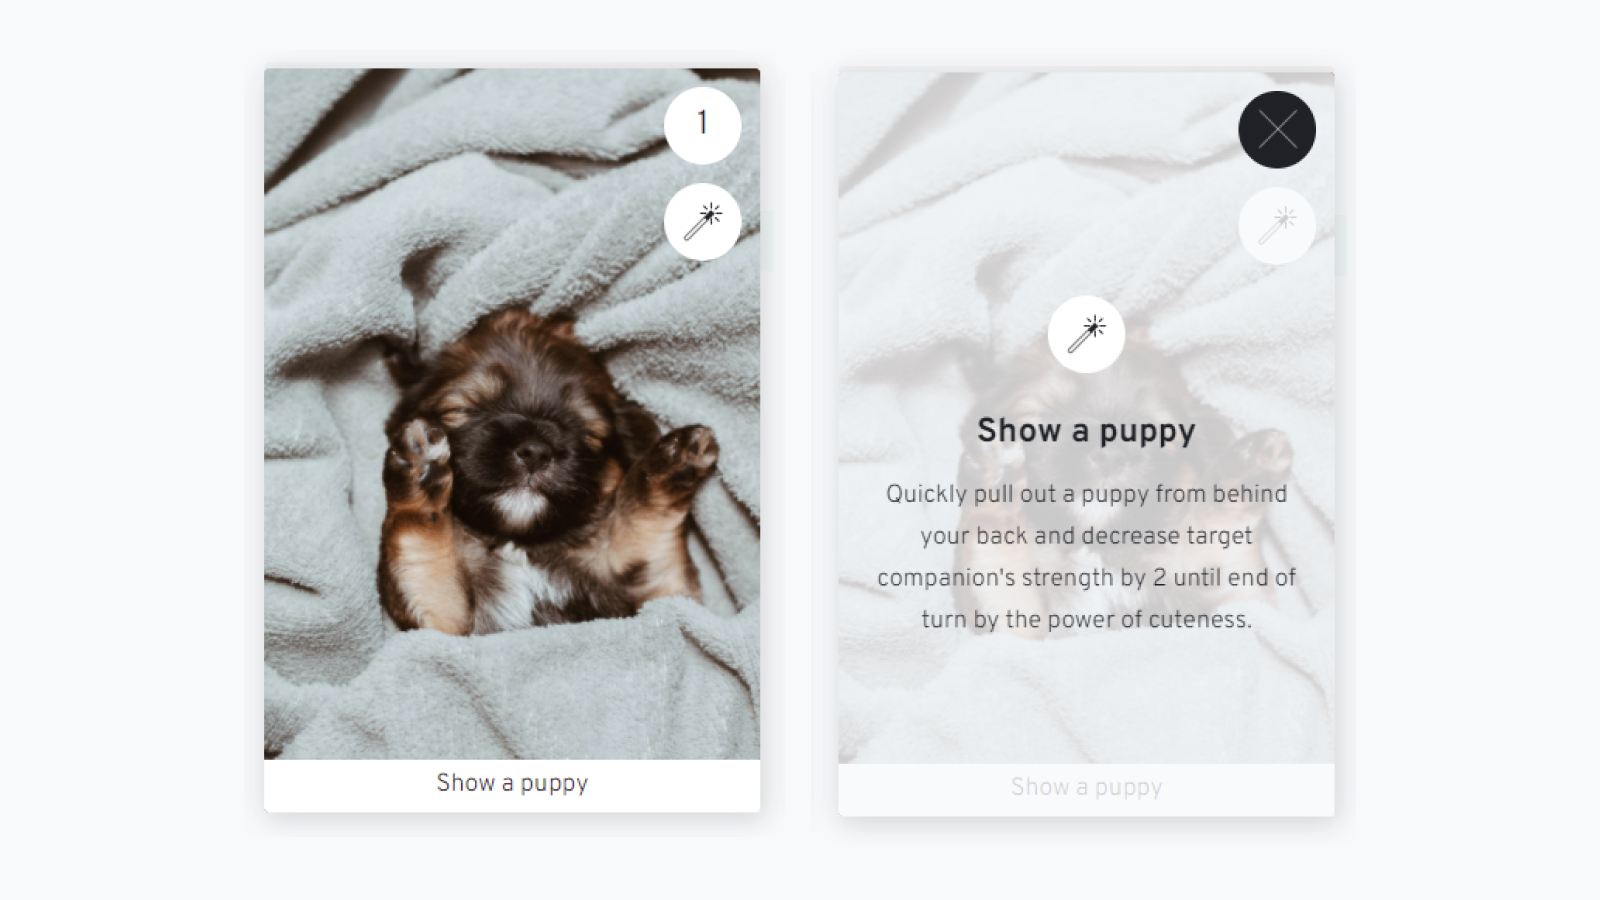 1
Show a puppy
Show a puppy
Quickly pull out a puppy from behind
your back and decrease target
companion's strength by 2 until end of
turn by the power of cuteness.
Show a puppy